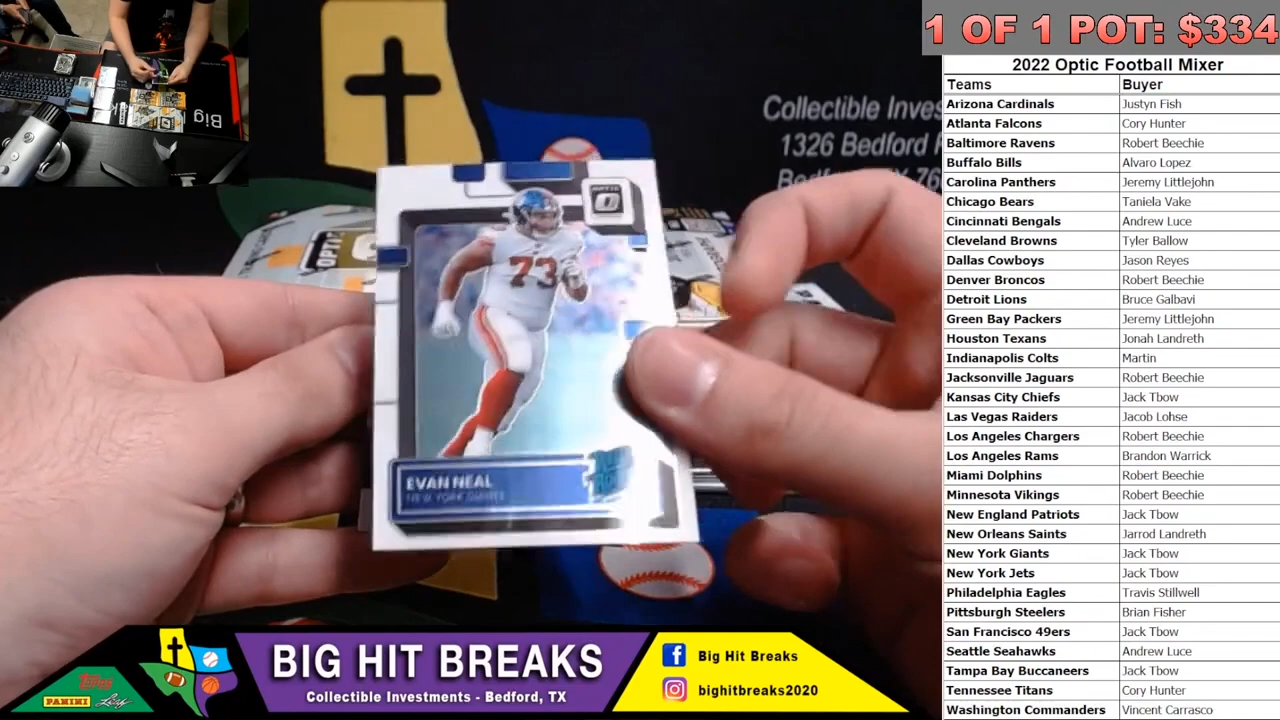 1 OF 1 POT: $334
2022 Optic Football Mixer
Teams Buyer
Arizona Cardinals Justyn Fish
Atlanta Falcons Cory Hunter
Baltimore Ravens Robert Beechie
Buffalo Bills Alvaro Lopez
Carolina Panthers Jeremy Littlejohn
Chicago Bears Taniela Vake
Cincinnati Bengals Andrew Luce
Cleveland Browns Tyler Ballow
Dallas Cowboys Jason Reyes
Denver Broncos Robert Beechie
Detroit Lions Bruce Galbavi
Green Bay Packers Jeremy Littlejohn
Houston Texans Jonah Landreth
Indianapolis Colts Martin
Jacksonville Jaguars Robert Beechie
Kansas City Chiefs Jack Tbow
Las Vegas Raiders Jacob Lohse
Los Angeles Chargers Robert Beechie
Los Angeles Rams Brandon Warrick
Miami Dolphins Robert Beechie
Minnesota Vikings Robert Beechie
New England Patriots Jack Tbow
New Orleans Saints Jarrod Landreth
New York Giants Jack Tbow
New York Jets Jack Tbow
Philadelphia Eagles Travis Stillwell
Pittsburgh Steelers Brian Fisher
San Francisco 49ers Jack Tbow
Seattle Seahawks Andrew Luce
Tampa Bay Buccaneers Jack Tbow
Tennessee Titans Cory Hunter
Washington Commanders Vincent Carrasco
Collectible Inves
1326 Bedford
Big
OPTIC
73
EVAN NEAL
NEW YORK GIANTS
Topps
PANINI
Leaf
BIG HIT BREAKS
Collectible Investments - Bedford, TX
Big Hit Breaks
bighitbreaks2020